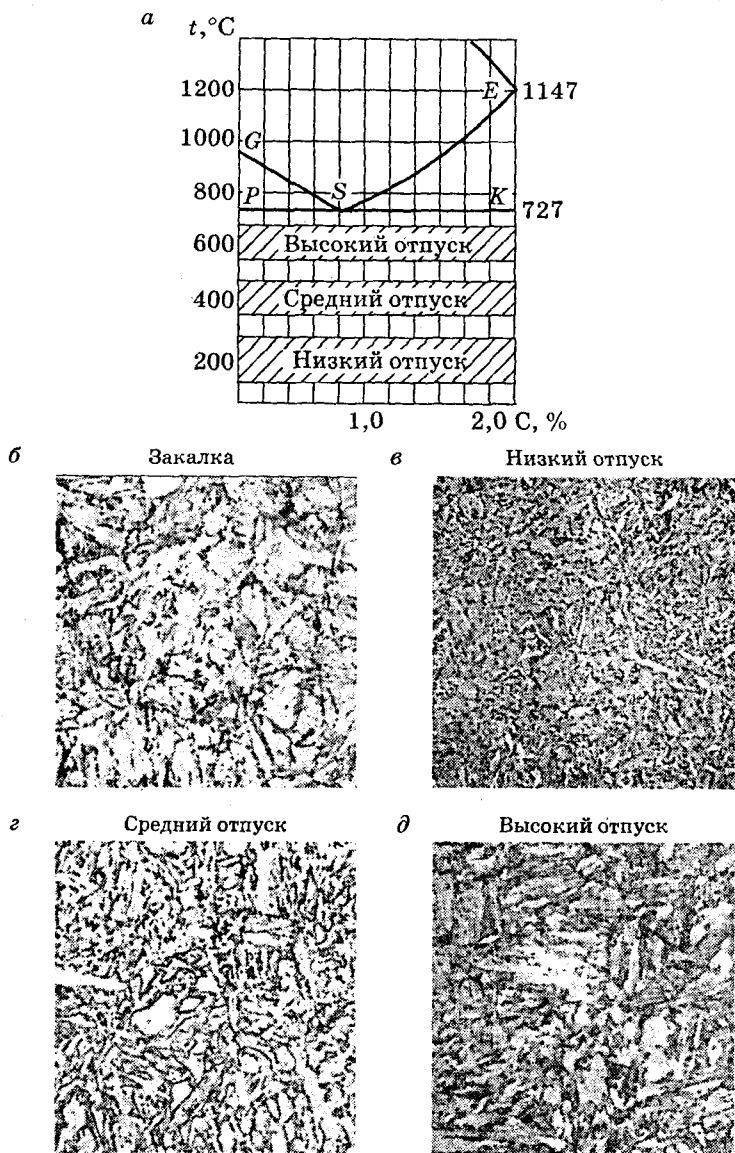 а t,°C
1200 E 1147
1000 G
800 P S K
727
600 Высокий отпуск
400 Средний отпуск
200 Низкий отпуск
1,0 2,0 C, %
б Закалка
в Низкий отпуск
г Средний отпуск
д Высокий отпуск